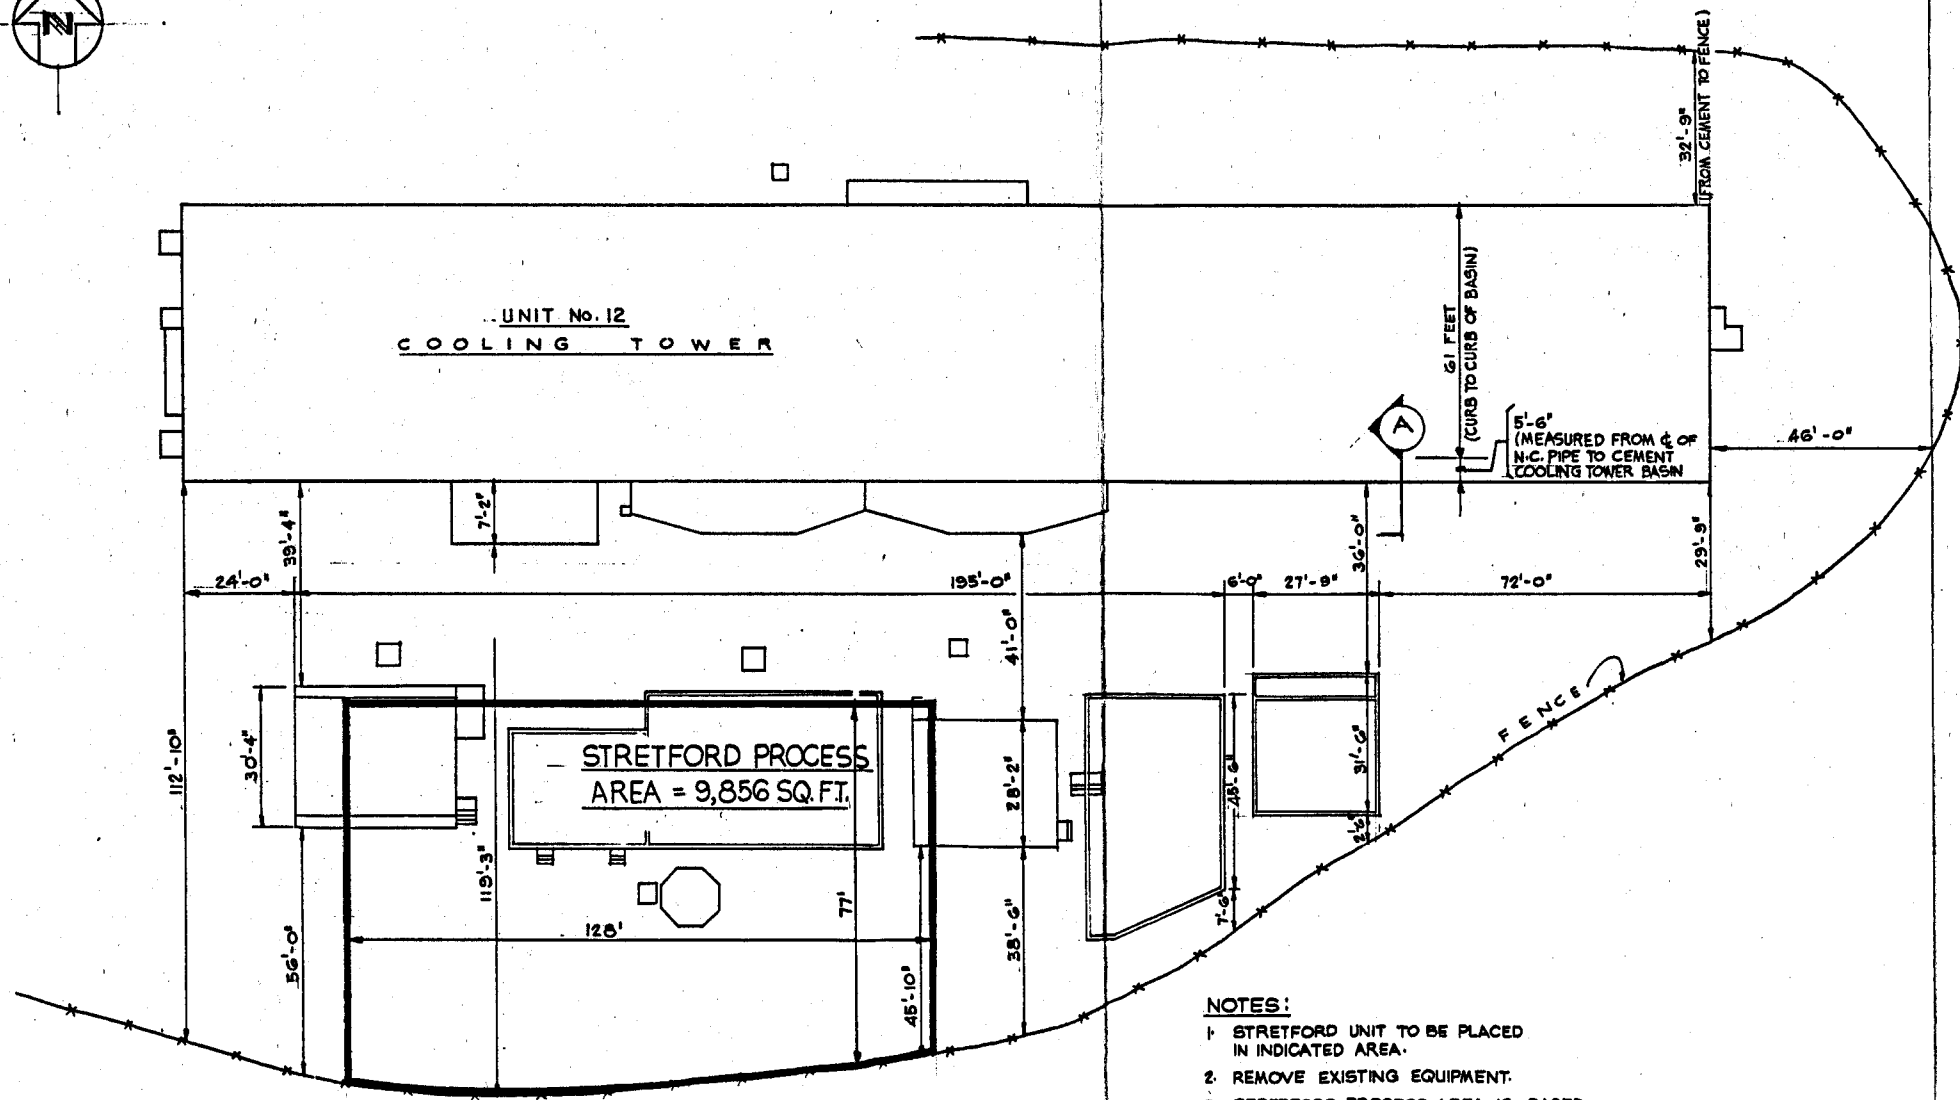 N
32'-9"
(FROM CEMENT TO FENCE)
UNIT No. 12
COOLING TOWER
61 FEET
(CURB TO CURB OF BASIN)
A
5'-6"
(MEASURED FROM ℄ OF
N.C. PIPE TO CEMENT
COOLING TOWER BASIN
46'-0"
7'-2"
39'-4"
36'-0"
29'-9"
24'-0"
195'-0"
6'-0"
27'-9"
72'-0"
41'-0"
FENCE
112'-10"
30'-4"
STRETFORD PROCESS
AREA = 9,856 SQ. FT.
28'-2"
45'-6"
31'-6"
2'-6"
119'-3"
77'
7'-6"
128'
56'-0"
45'-10"
38'-6"
NOTES:
1. STRETFORD UNIT TO BE PLACED
IN INDICATED AREA.
2. REMOVE EXISTING EQUIPMENT.